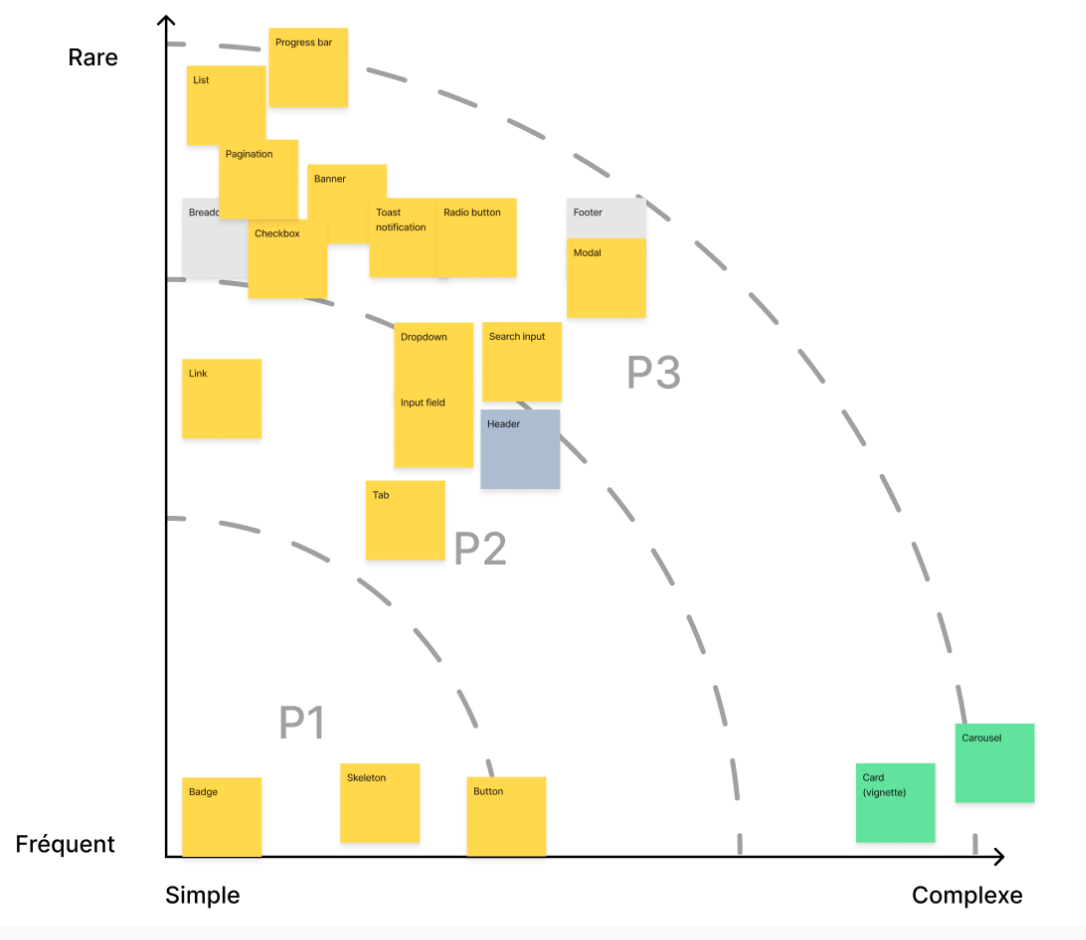 Rare
Progress bar
List
Pagination
Banner
Breadc
Toast
notification
Radio button
Footer
Checkbox
Modal
Dropdown
Search input
Link
P3
Input field
Header
Tab
P2
P1
Carousel
Badge
Skeleton
Button
Card
(vignette)
Fréquent
Simple
Complexe